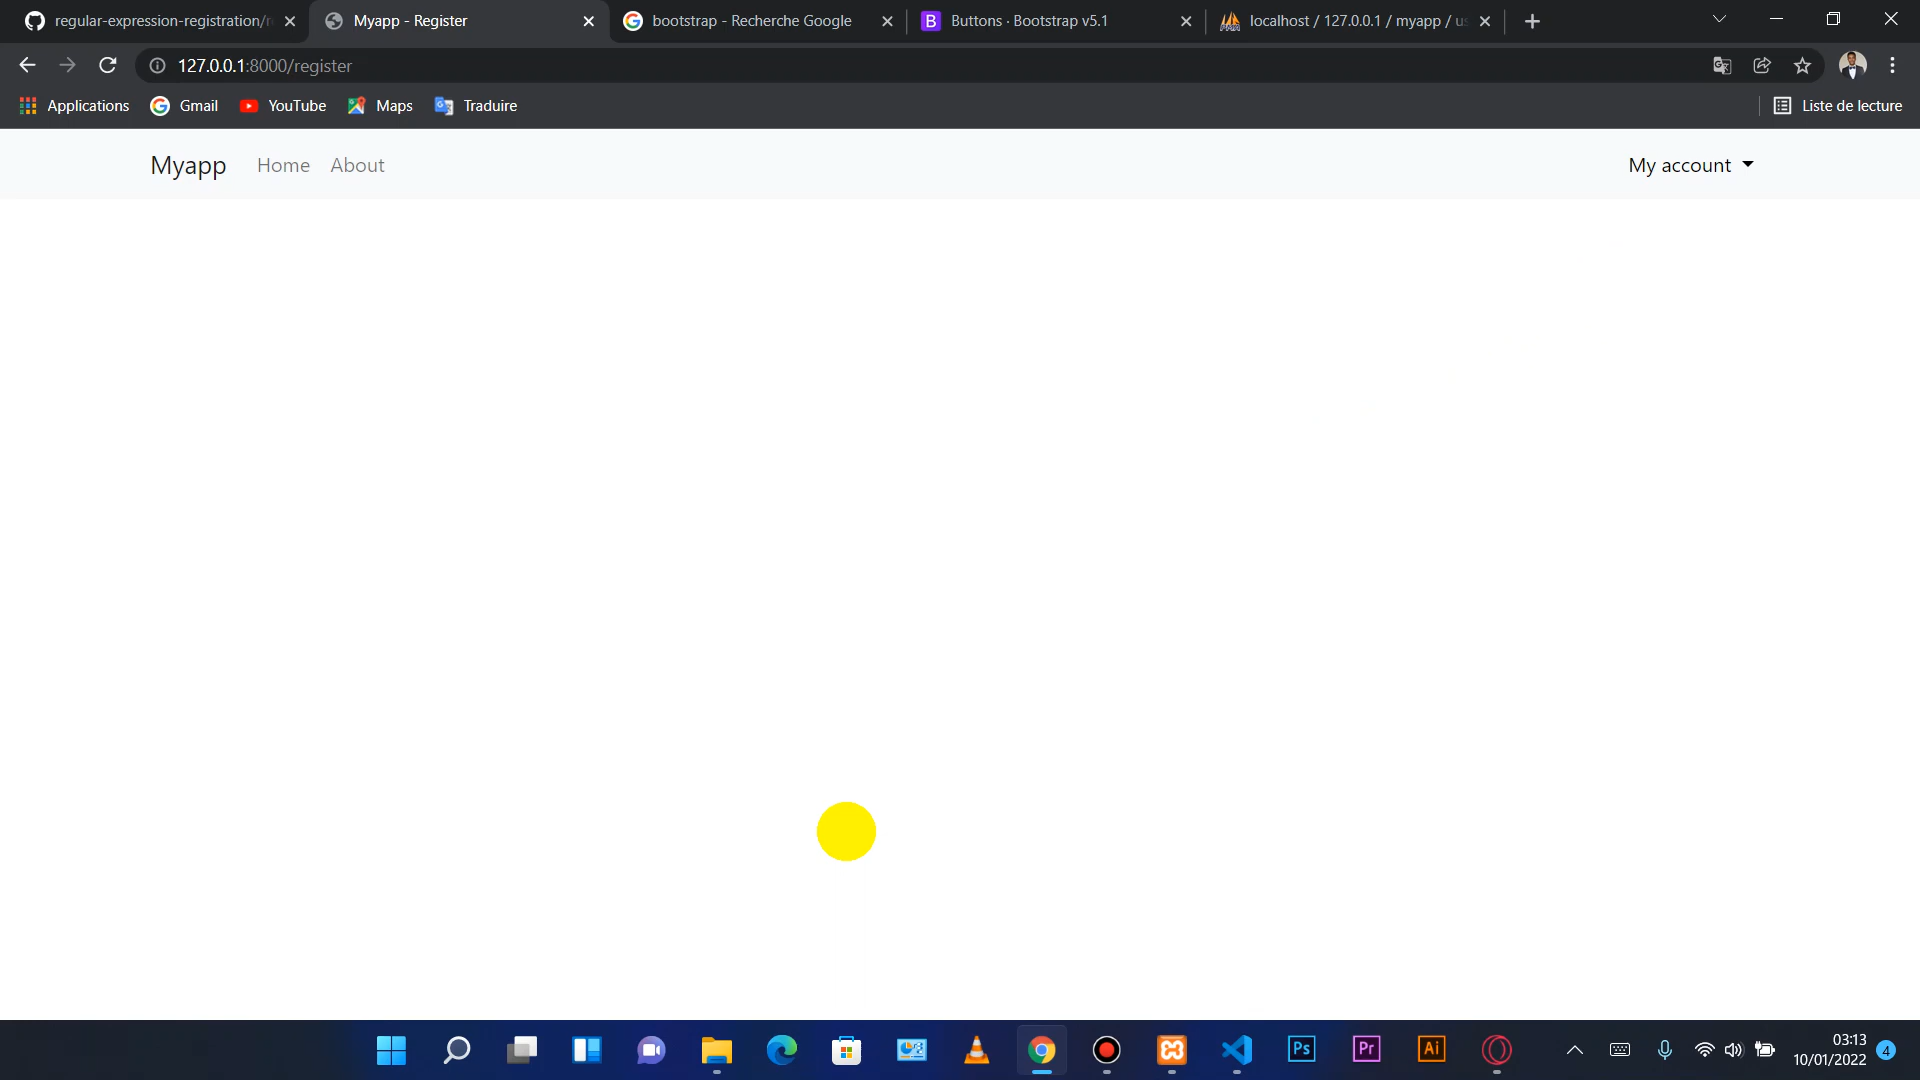 regular-expression-registration/r
Myapp - Register
bootstrap - Recherche Google
Buttons · Bootstrap v5.1
localhost / 127.0.0.1 / myapp / us
127.0.0.1:8000/register
Applications
Gmail
YouTube
Maps
Traduire
Liste de lecture
Myapp
Home
About
My account
Ps
Pr
Ai
03:13
10/01/2022
4